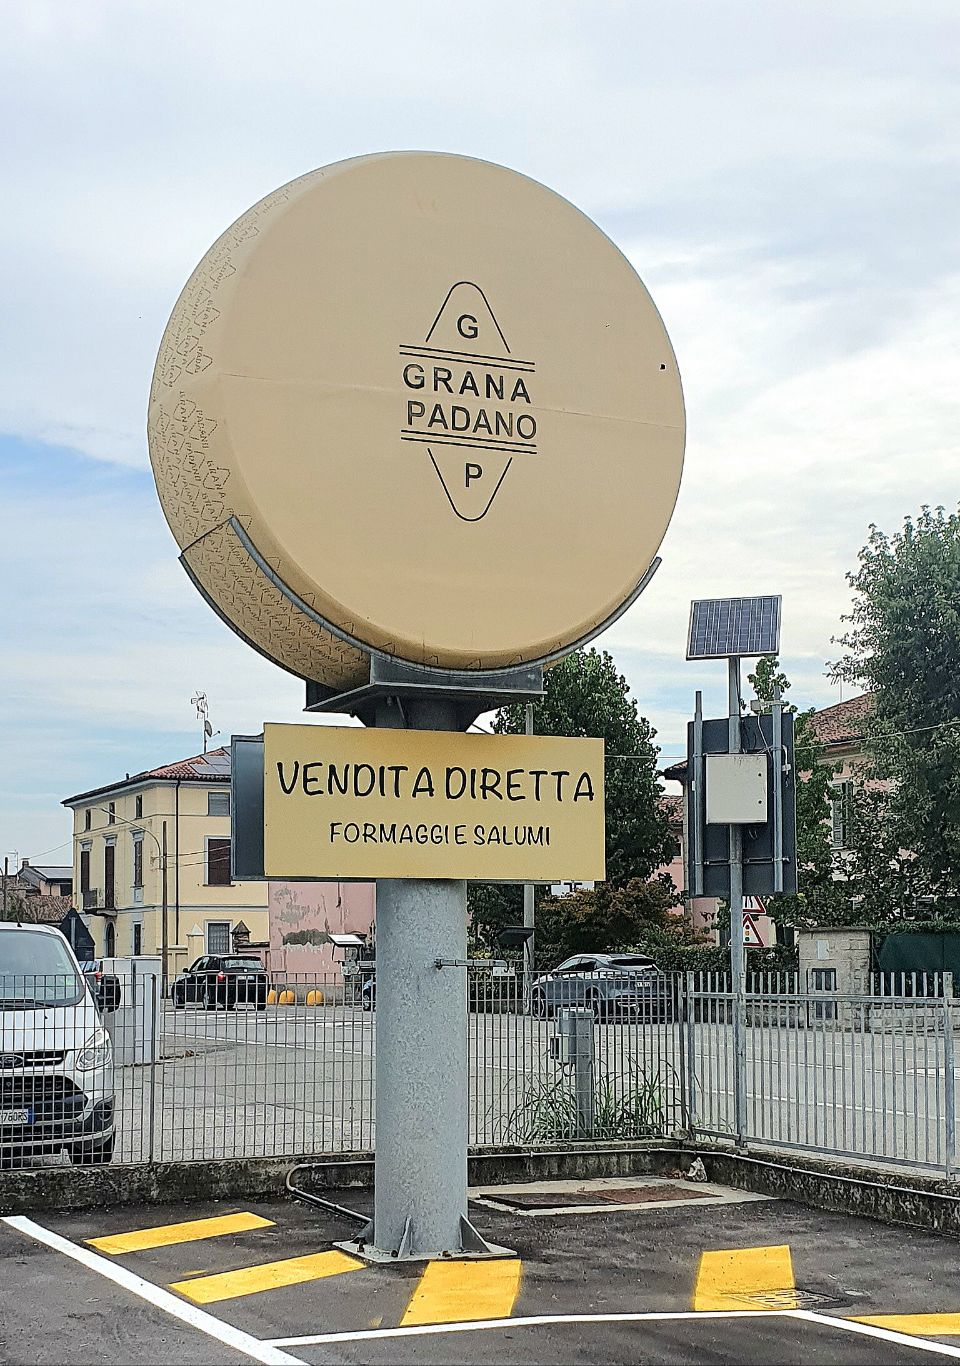 G
GRANA
PADANO
P
VENDITA DIRETTA
FORMAGGI E SALUMI